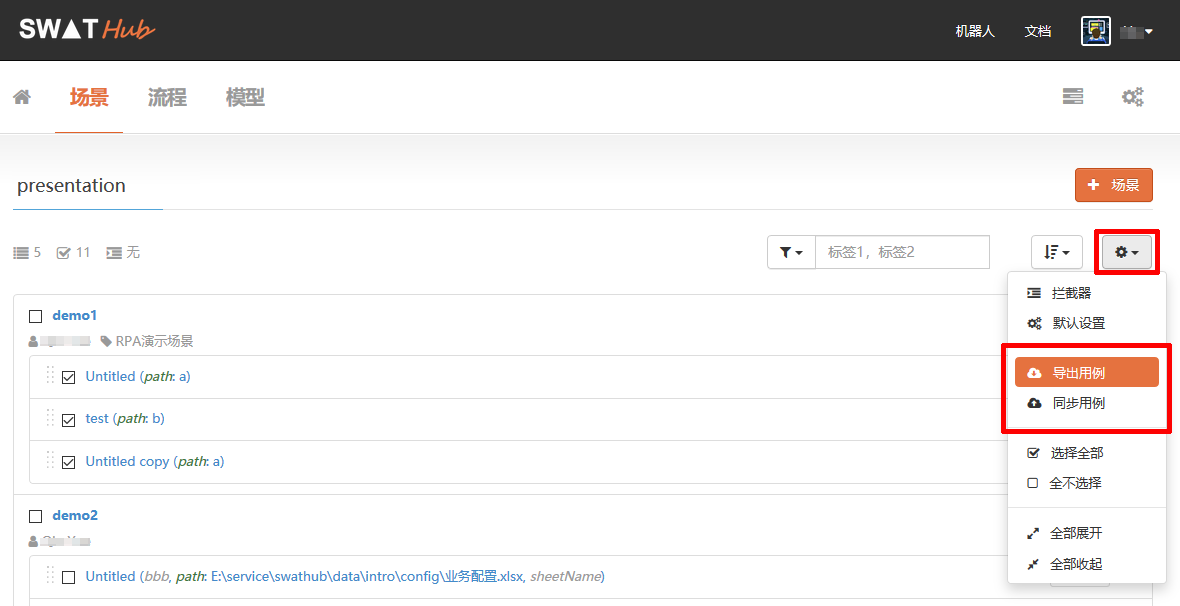 SWAT Hub
机器人 文档
场景 流程 模型
presentation
场景
5 11 无
标签1，标签2
拦截器
默认设置
导出用例
同步用例
选择全部
全不选择
全部展开
全部收起
demo1
RPA演示场景
Untitled (path: a)
test (path: b)
Untitled copy (path: a)
demo2
Untitled (bbb, path: E:\service\swathub\data\intro\config\业务配置.xlsx, sheetName)